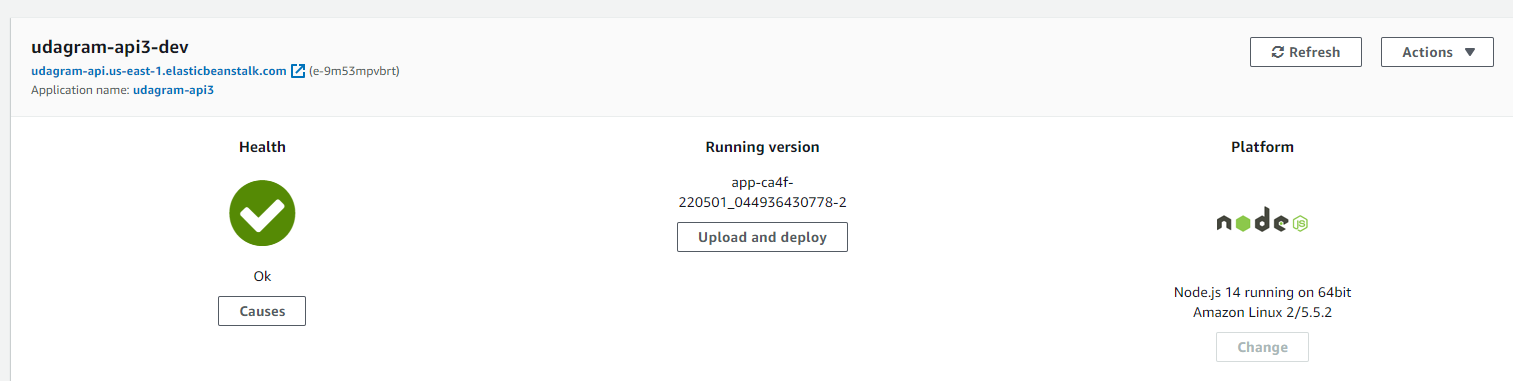 udagram-api3-dev
udagram-api.us-east-1.elasticbeanstalk.com (e-9m53mpvbrt)
Application name: udagram-api3
Refresh
Actions
Health
Ok
Causes
Running version
app-ca4f-
220501_044936430778-2
Upload and deploy
Platform
node
JS
Node.js 14 running on 64bit
Amazon Linux 2/5.5.2
Change